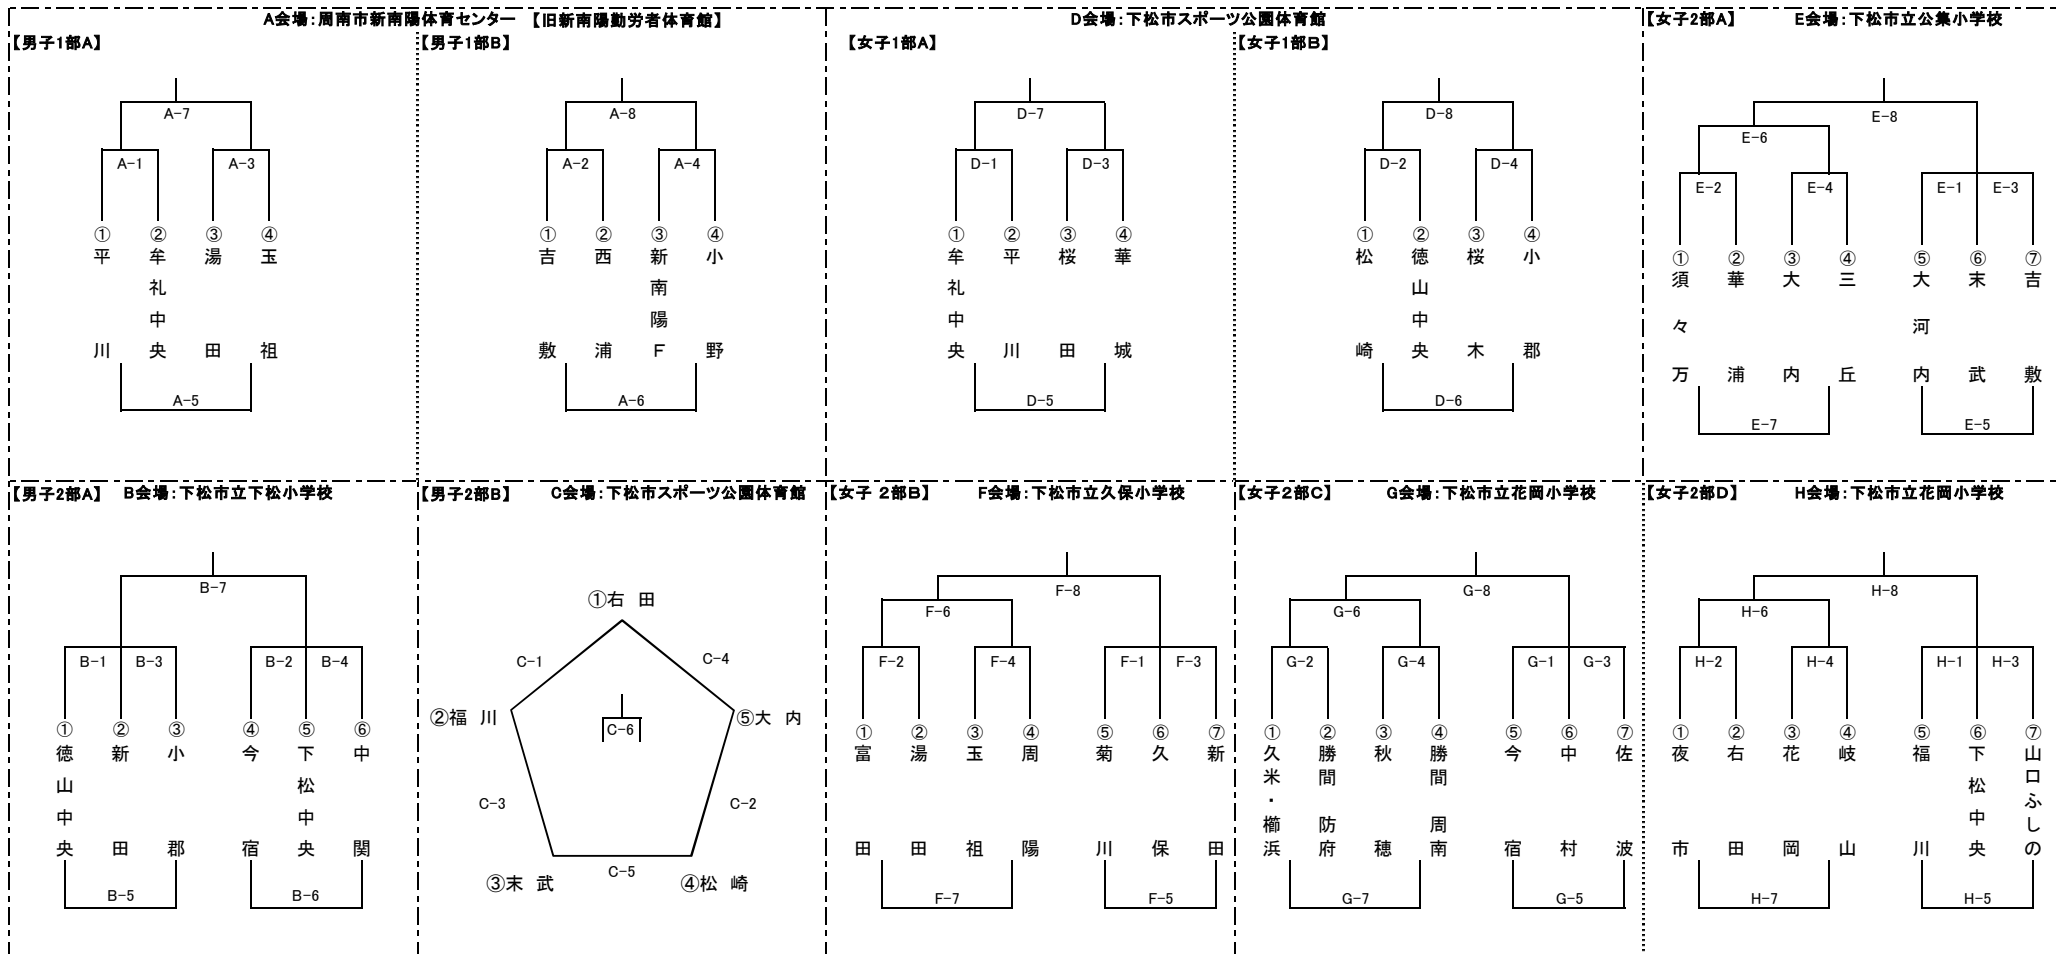 A会場：周南市新南陽体育センター 【旧新南陽勤労者体育館】
【男子1部A】
A-7
A-1
A-3
①平川
②牟礼中央
③湯田
④玉祖
A-5
【男子1部B】
A-8
A-2
A-4
①吉敷
②西浦
③新南陽F
④小野
A-6
D会場：下松市スポーツ公園体育館
【女子1部A】
D-7
D-1
D-3
①牟礼中央
②平川
③桜田
④華城
D-5
【女子1部B】
D-8
D-2
D-4
①松崎
②徳山中央
③桜木
④小郡
D-6
【女子2部A】 E会場：下松市立公集小学校
E-8
E-6
E-2
E-4
E-1
E-3
①須々万
②華浦
③大内
④三丘
⑤大河内
⑥末武
⑦吉敷
E-7
E-5
【男子2部A】 B会場：下松市立下松小学校
B-7
B-1
B-3
B-2
B-4
①徳山中央
②新田
③小郡
④今宿
⑤下松中央
⑥中関
B-5
B-6
【男子2部B】 C会場：下松市スポーツ公園体育館
①右田
C-1
C-4
②福川
C-6
⑤大内
C-3
C-2
C-5
③末武
④松崎
【女子 2部B】 F会場：下松市立久保小学校
F-8
F-6
F-2
F-4
F-1
F-3
①富田
②湯田
③玉祖
④周陽
⑤菊川
⑥久保
⑦新田
F-7
F-5
【女子2部C】 G会場：下松市立花岡小学校
G-8
G-6
G-2
G-4
G-1
G-3
①久米・櫛浜
②勝間防府
③秋穂
④勝間周南
⑤今宿
⑥中村
⑦佐波
G-7
G-5
【女子2部D】 H会場：下松市立花岡小学校
H-8
H-6
H-2
H-4
H-1
H-3
①夜市
②右田
③花岡
④岐山
⑤福川
⑥下松中央
⑦山口ふしの
H-7
H-5